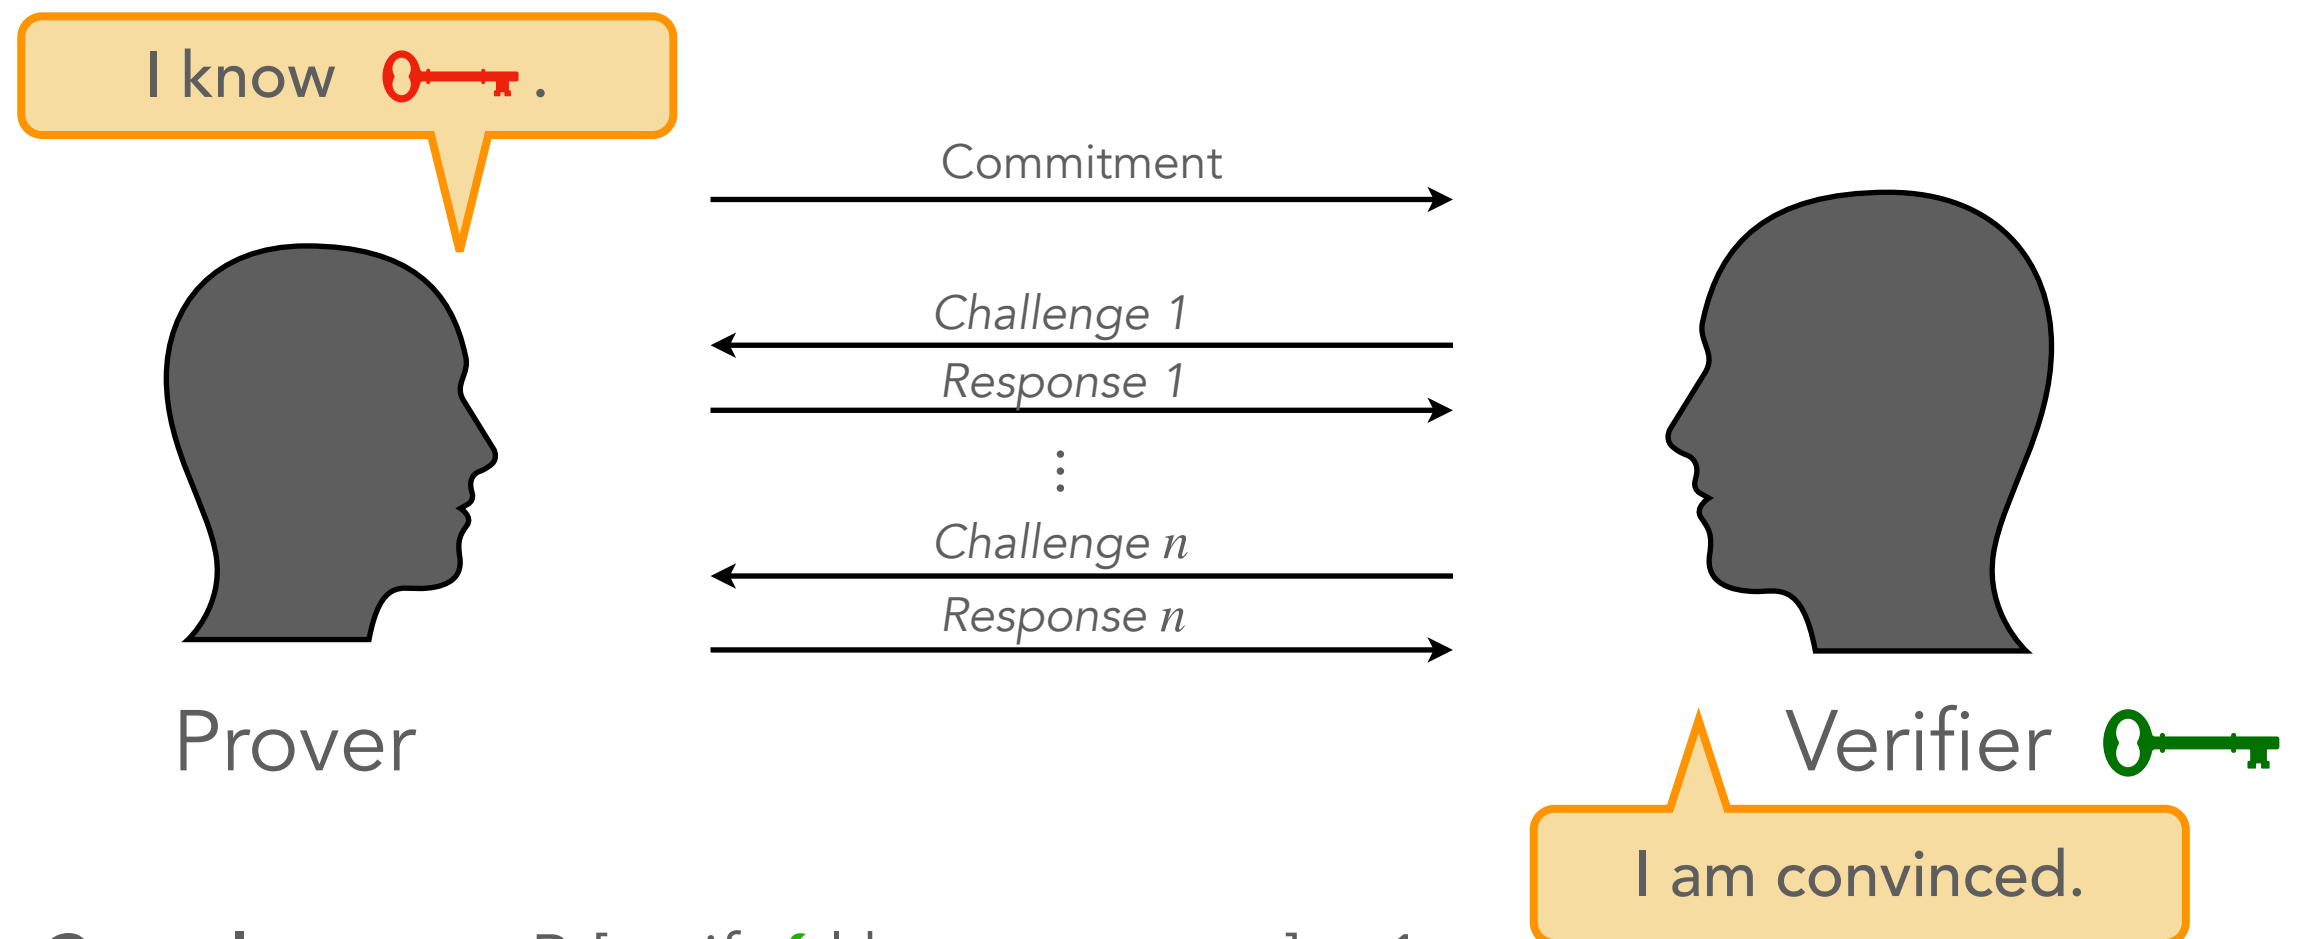 I know .
Commitment
Challenge 1
Response 1
⋮
Challenge n
Response n
Prover
Verifier
I am convinced.